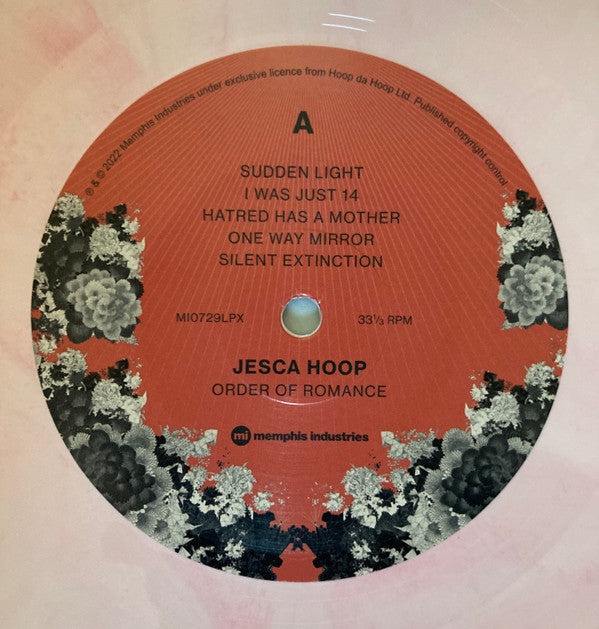 ℗ & © 2022 Memphis Industries under exclusive licence from Hoop da Hoop Ltd. Published copyright control
A
SUDDEN LIGHT
I WAS JUST 14
HATRED HAS A MOTHER
ONE WAY MIRROR
SILENT EXTINCTION
MI0729LPX 33⅓ RPM
JESCA HOOP
ORDER OF ROMANCE
mi memphis industries